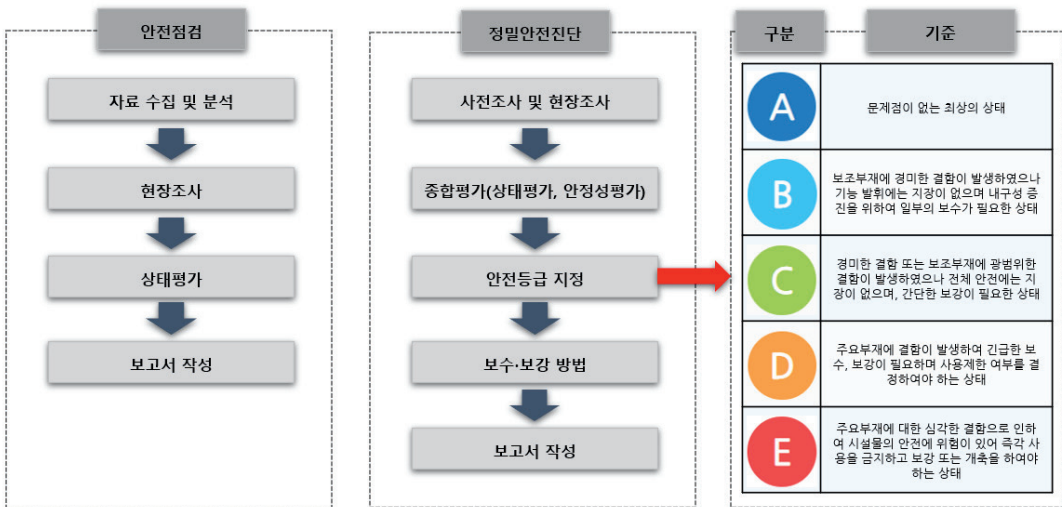 안전점검
자료 수집 및 분석
현장조사
상태평가
보고서 작성
정밀안전진단
사전조사 및 현장조사
종합평가(상태평가, 안정성평가)
안전등급 지정
보수·보강 방법
보고서 작성
구분
기준
A
문제점이 없는 최상의 상태
B
보조부재에 경미한 결함이 발생하였으나
기능 발휘에는 지장이 없으며 내구성 증
진을 위하여 일부의 보수가 필요한 상태
C
경미한 결함 또는 보조부재에 광범위한
결함이 발생하였으나 전체 안전에는 지
장이 없으며, 간단한 보강이 필요한 상태
D
주요부재에 결함이 발생하여 긴급한 보
수, 보강이 필요하며 사용제한 여부를 결
정하여야 하는 상태
E
주요부재에 대한 심각한 결함으로 인하
여 시설물의 안전에 위험이 있어 즉각 사
용을 금지하고 보강 또는 개축을 하여야
하는 상태